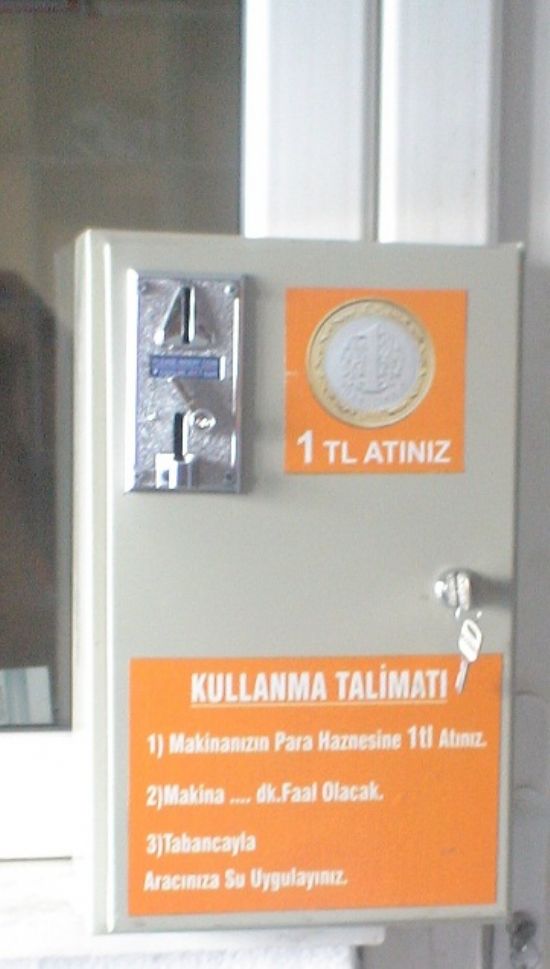 1 TL ATINIZ
KULLANMA TALİMATI
1) Makinanızın Para Haznesine 1tl Atınız.
2)Makina .... dk.Faal Olacak.
3)Tabancayla
Aracınıza Su Uygulayınız.